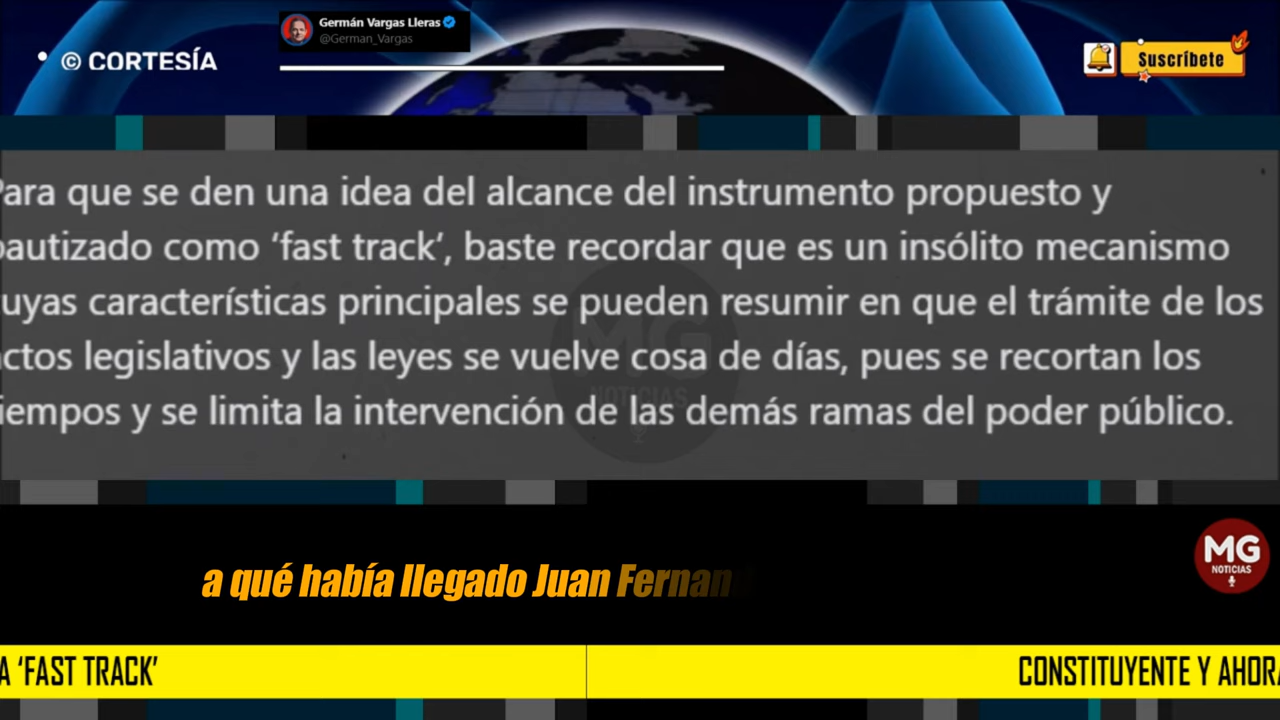 Germán Vargas Lleras
@German_Vargas
© CORTESÍA
Suscríbete
Para que se den una idea del alcance del instrumento propuesto y
bautizado como ‘fast track’, baste recordar que es un insólito mecanismo
cuyas características principales se pueden resumir en que el trámite de los
actos legislativos y las leyes se vuelve cosa de días, pues se recortan los
tiempos y se limita la intervención de las demás ramas del poder público.
MG
NOTICIAS
a qué había llegado Juan Fernan
MG
NOTICIAS
A ‘FAST TRACK’
CONSTITUYENTE Y AHORA